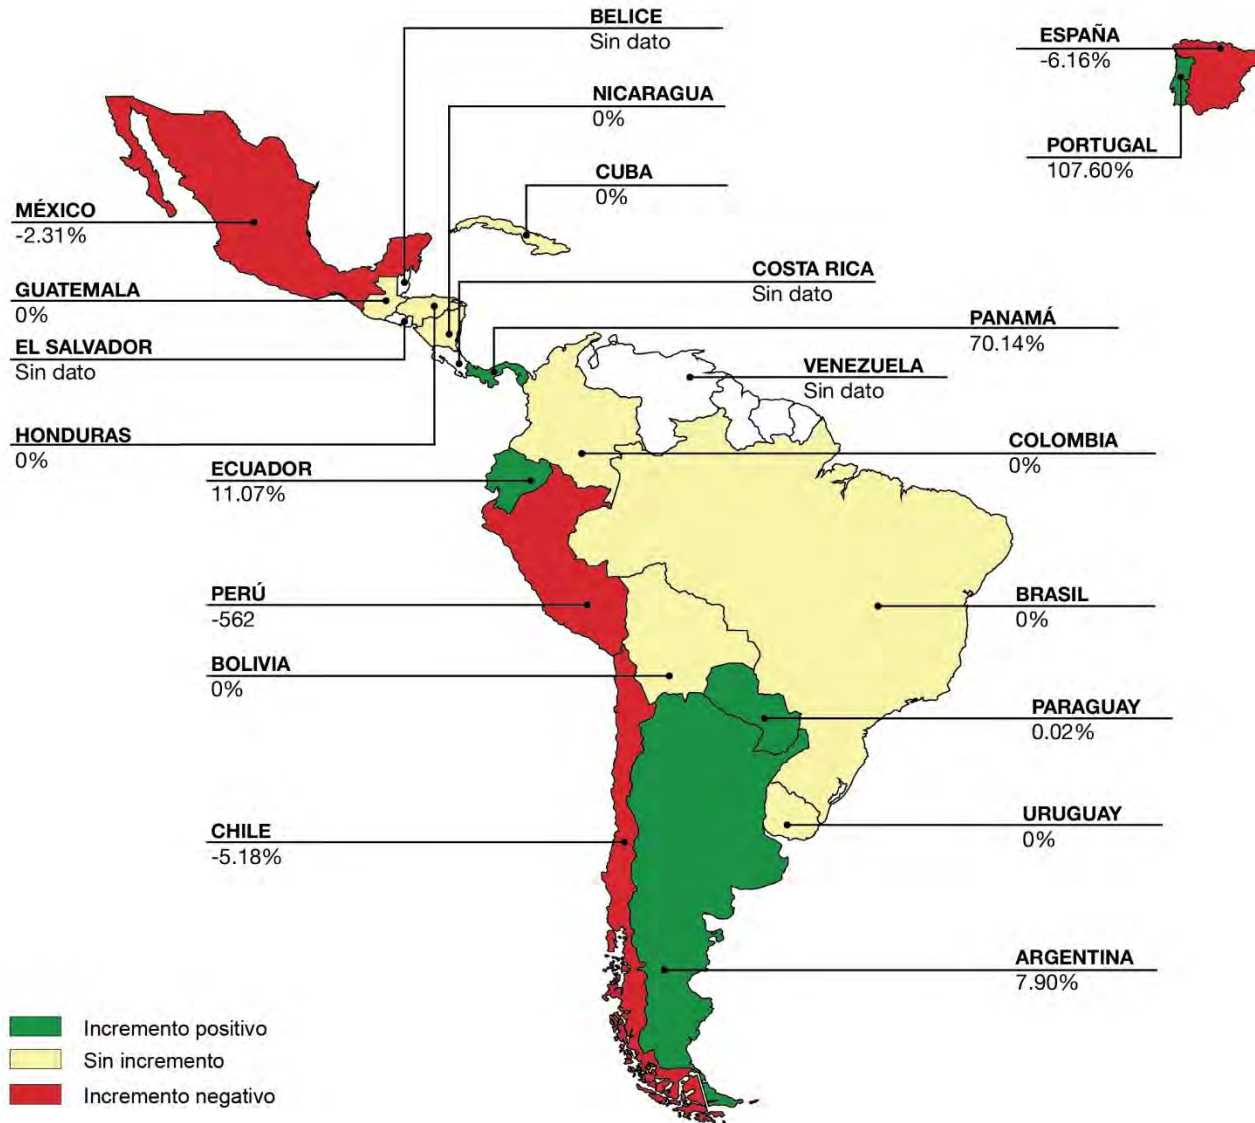 BELICE
Sin dato
ESPAÑA
-6.16%
NICARAGUA
0%
PORTUGAL
107.60%
CUBA
0%
MÉXICO
-2.31%
COSTA RICA
Sin dato
GUATEMALA
0%
PANAMÁ
70.14%
EL SALVADOR
Sin dato
VENEZUELA
Sin dato
HONDURAS
0%
COLOMBIA
0%
ECUADOR
11.07%
PERÚ
-562
BRASIL
0%
BOLIVIA
0%
PARAGUAY
0.02%
URUGUAY
0%
CHILE
-5.18%
ARGENTINA
7.90%
Incremento positivo
Sin incremento
Incremento negativo